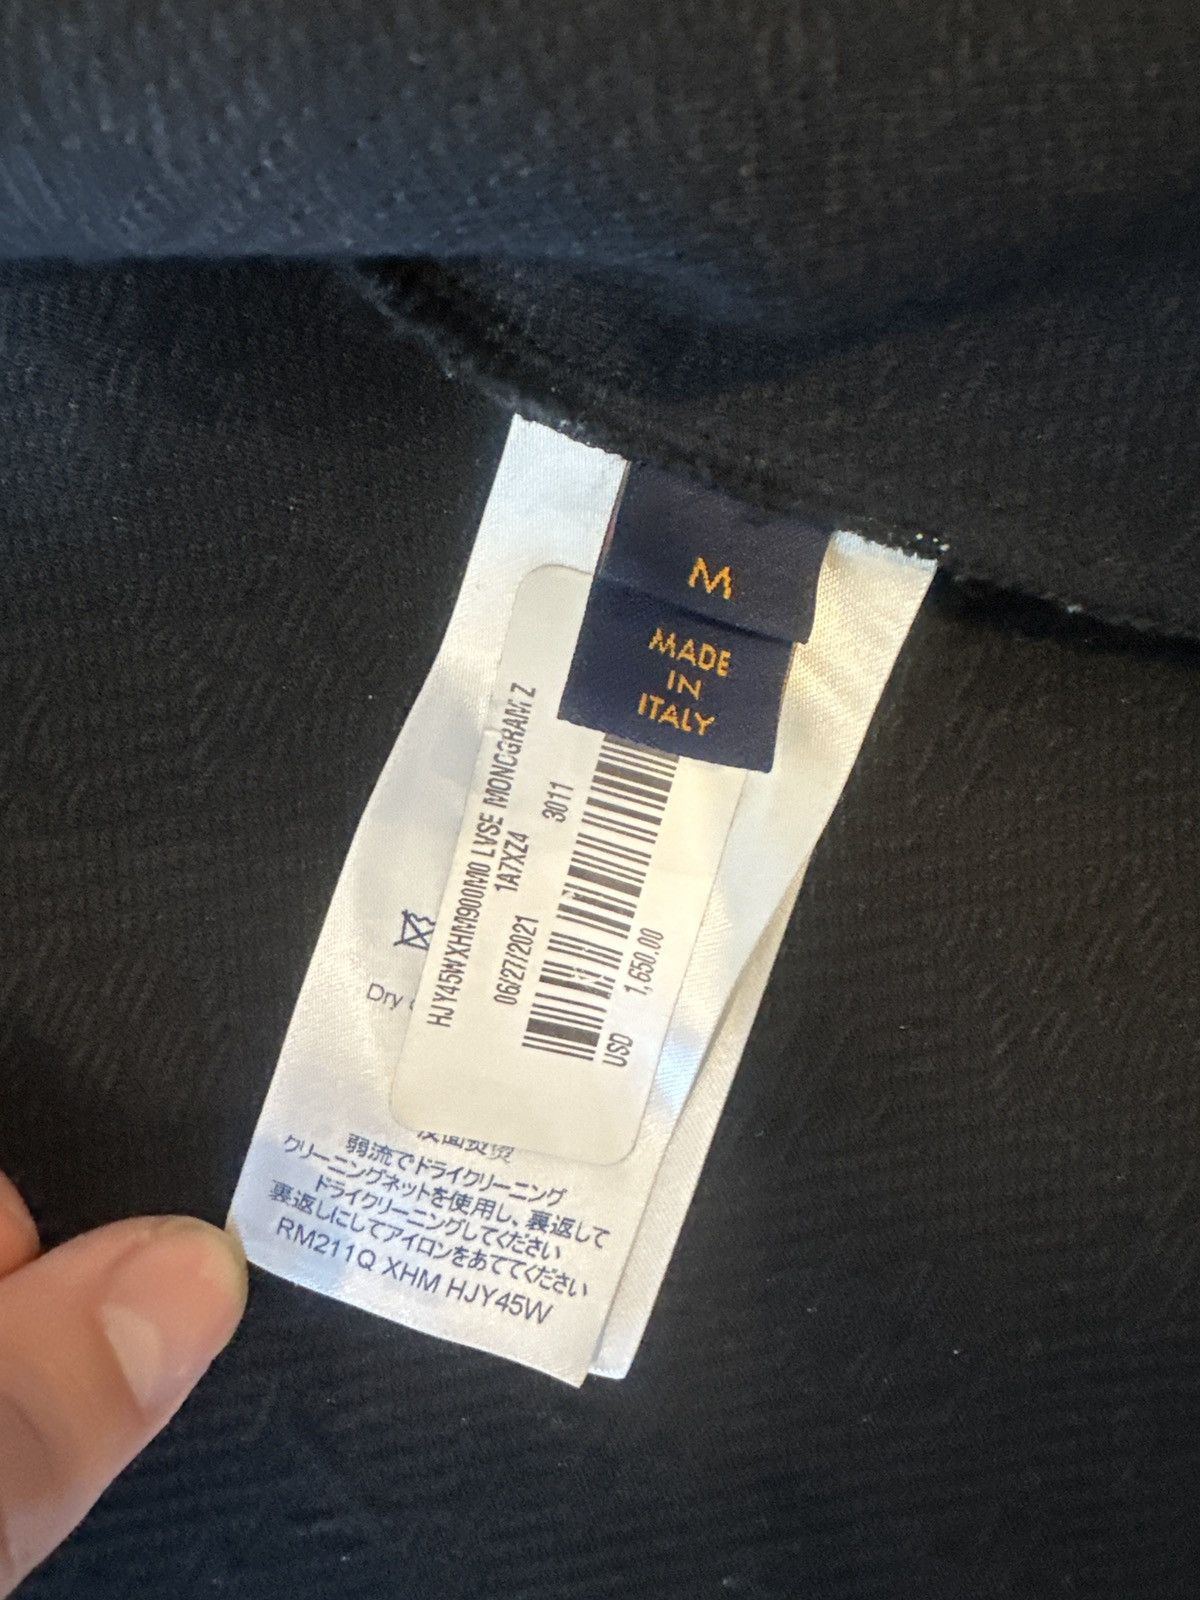 M
MADE
IN
ITALY
HJY45WXHM900M0 LVSE MONOGRAM Z
1A7XZ4
06/27/2021 3011
USD 1,650.00
Dry
弱流でドライクリーニング
クリーニングネットを使用し、裏返して
ドライクリーニングしてください
裏返しにしてアイロンをあててください
RM211Q XHM HJY45W